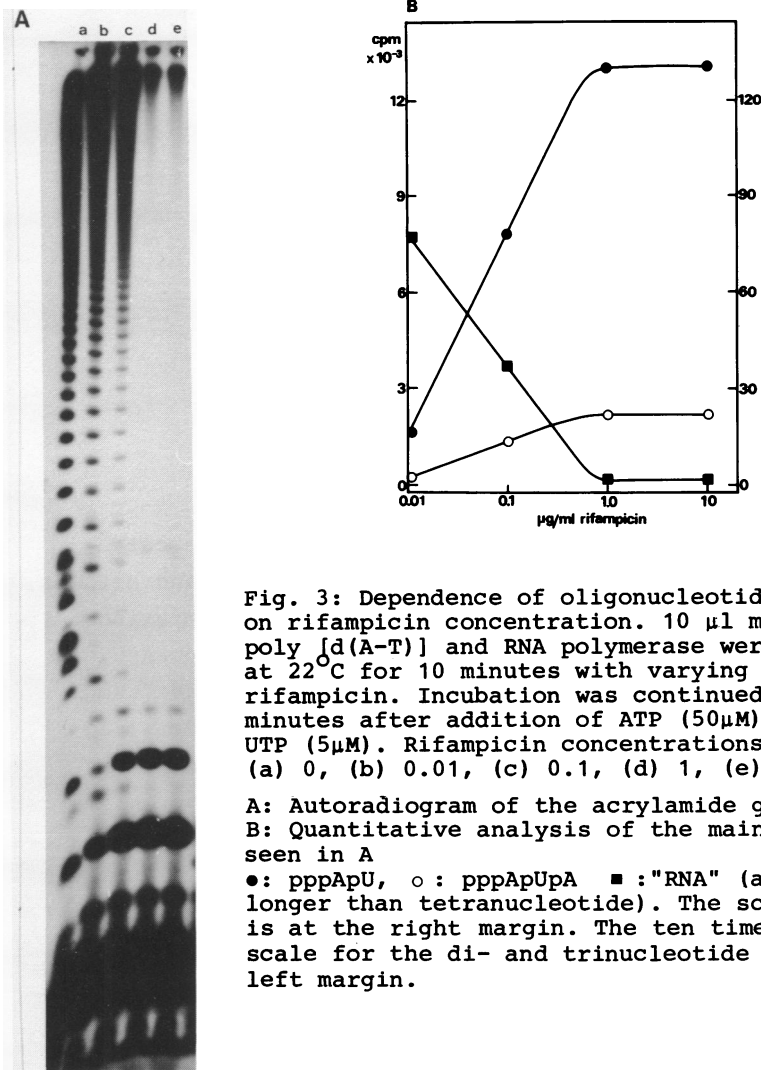 A
a b c d e
B
cpm
x 10⁻³
12
9
6
3
0
120
90
60
30
0
0.01 0.1 1.0 10
µg/ml rifampicin
Fig. 3: Dependence of oligonucleotid
on rifampicin concentration. 10 µl m
poly [d(A-T)] and RNA polymerase wer
at 22°C for 10 minutes with varying
rifampicin. Incubation was continued
minutes after addition of ATP (50µM)
UTP (5µM). Rifampicin concentrations
(a) 0, (b) 0.01, (c) 0.1, (d) 1, (e)
A: Autoradiogram of the acrylamide g
B: Quantitative analysis of the main
seen in A
●: pppApU, ○ : pppApUpA ■ :"RNA" (a
longer than tetranucleotide). The sc
is at the right margin. The ten time
scale for the di- and trinucleotide
left margin.